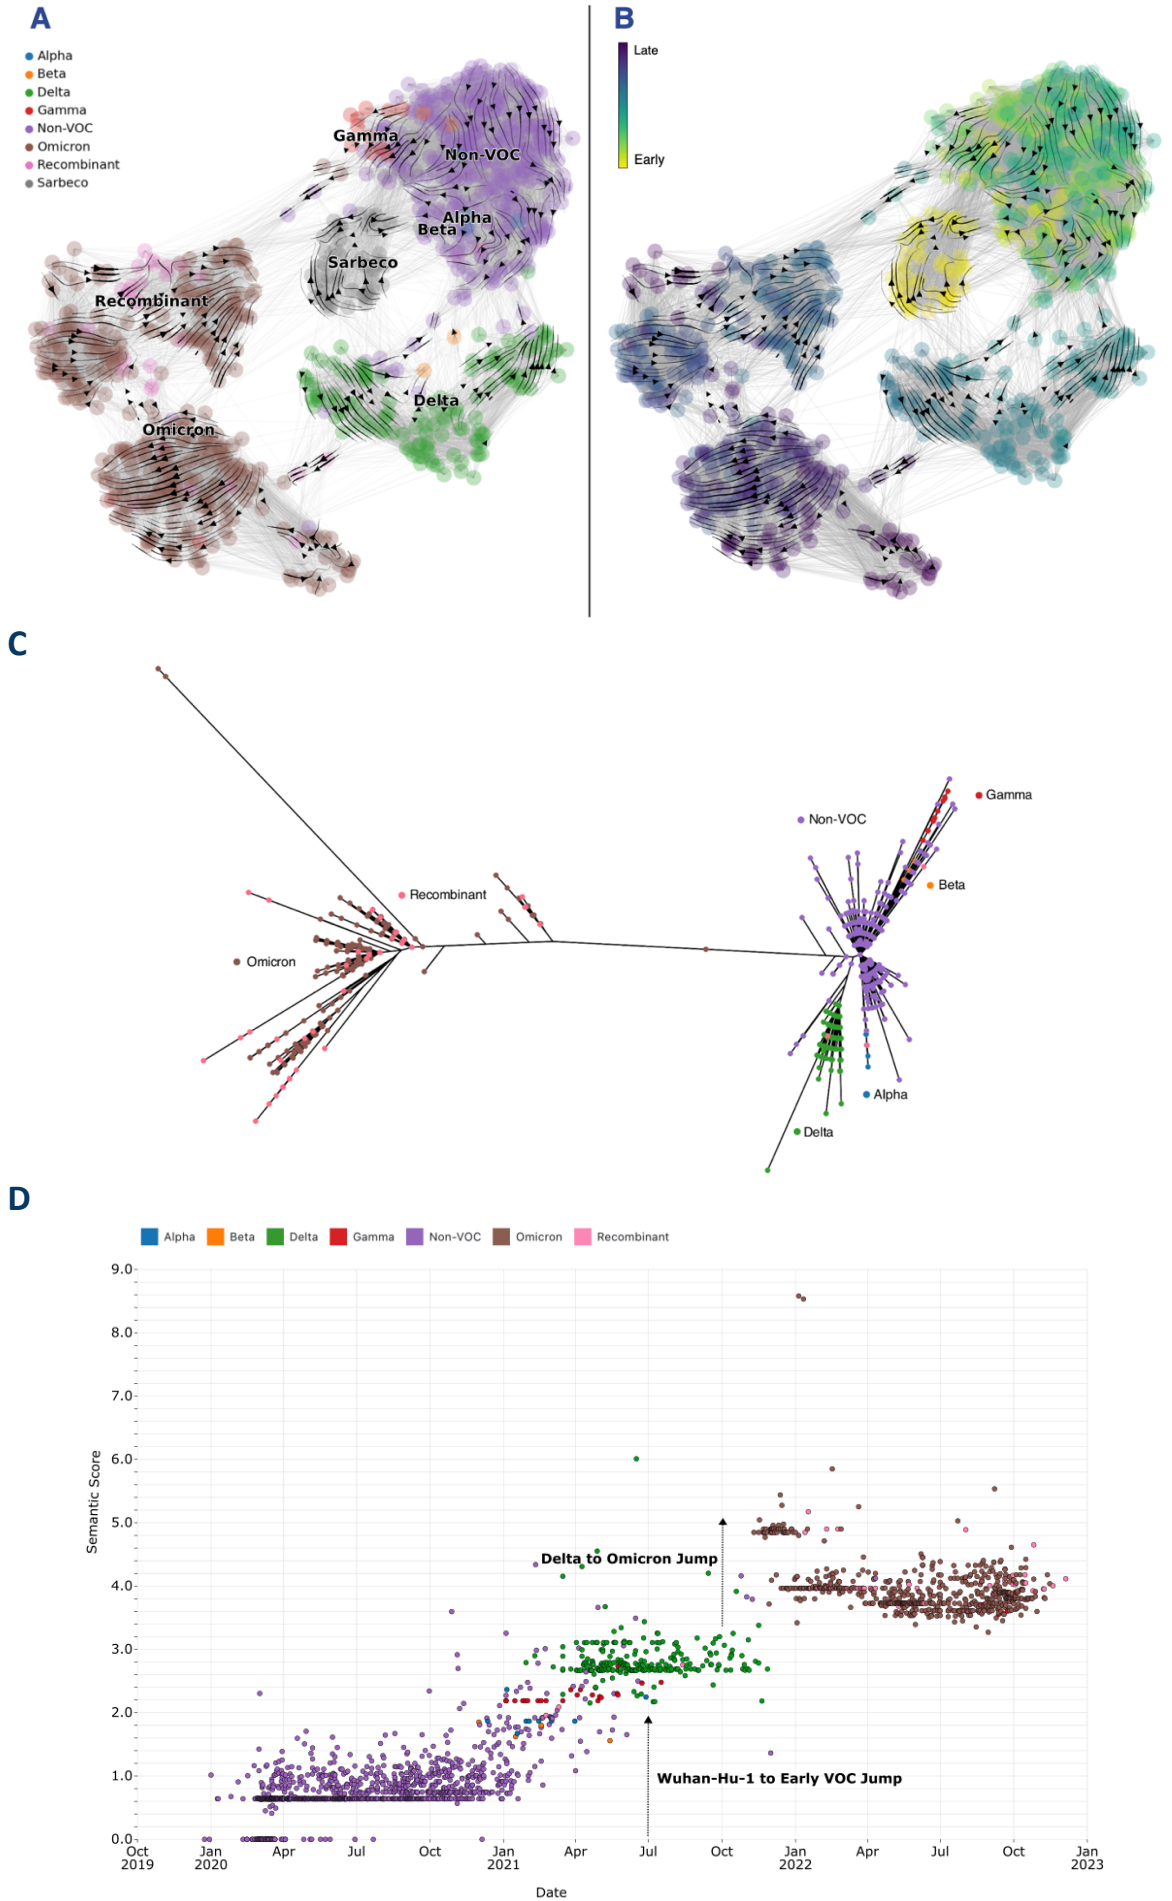 A
Alpha
Beta
Delta
Gamma
Non-VOC
Omicron
Recombinant
Sarbeco
Gamma
Non-VOC
Alpha
Beta
Sarbeco
Recombinant
Delta
Omicron
B
Late
Early
C
Gamma
Non-VOC
Beta
Recombinant
Omicron
Alpha
Delta
D
Alpha Beta Delta Gamma Non-VOC Omicron Recombinant
9.0
8.0
7.0
6.0
5.0
4.0
3.0
2.0
1.0
0.0
Semantic Score
Delta to Omicron Jump
Wuhan-Hu-1 to Early VOC Jump
Oct Jan Apr Jul Oct Jan Apr Jul Oct Jan Apr Jul Oct Jan
2019 2020 2021 2022 2023
Date